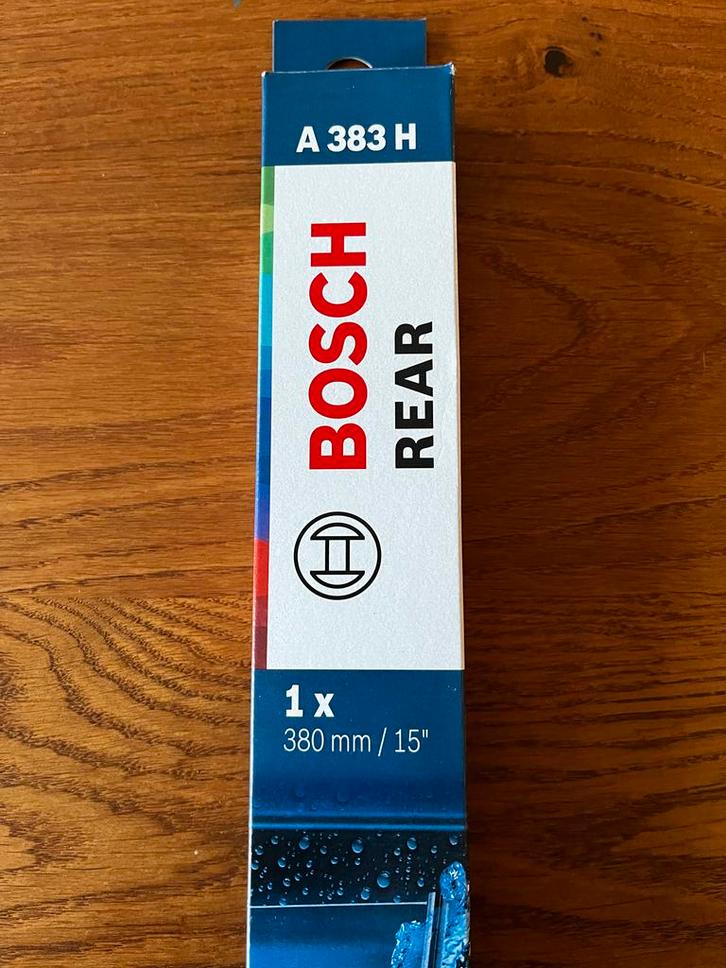 A 383 H
BOSCH
REAR
1 x
380 mm / 15"